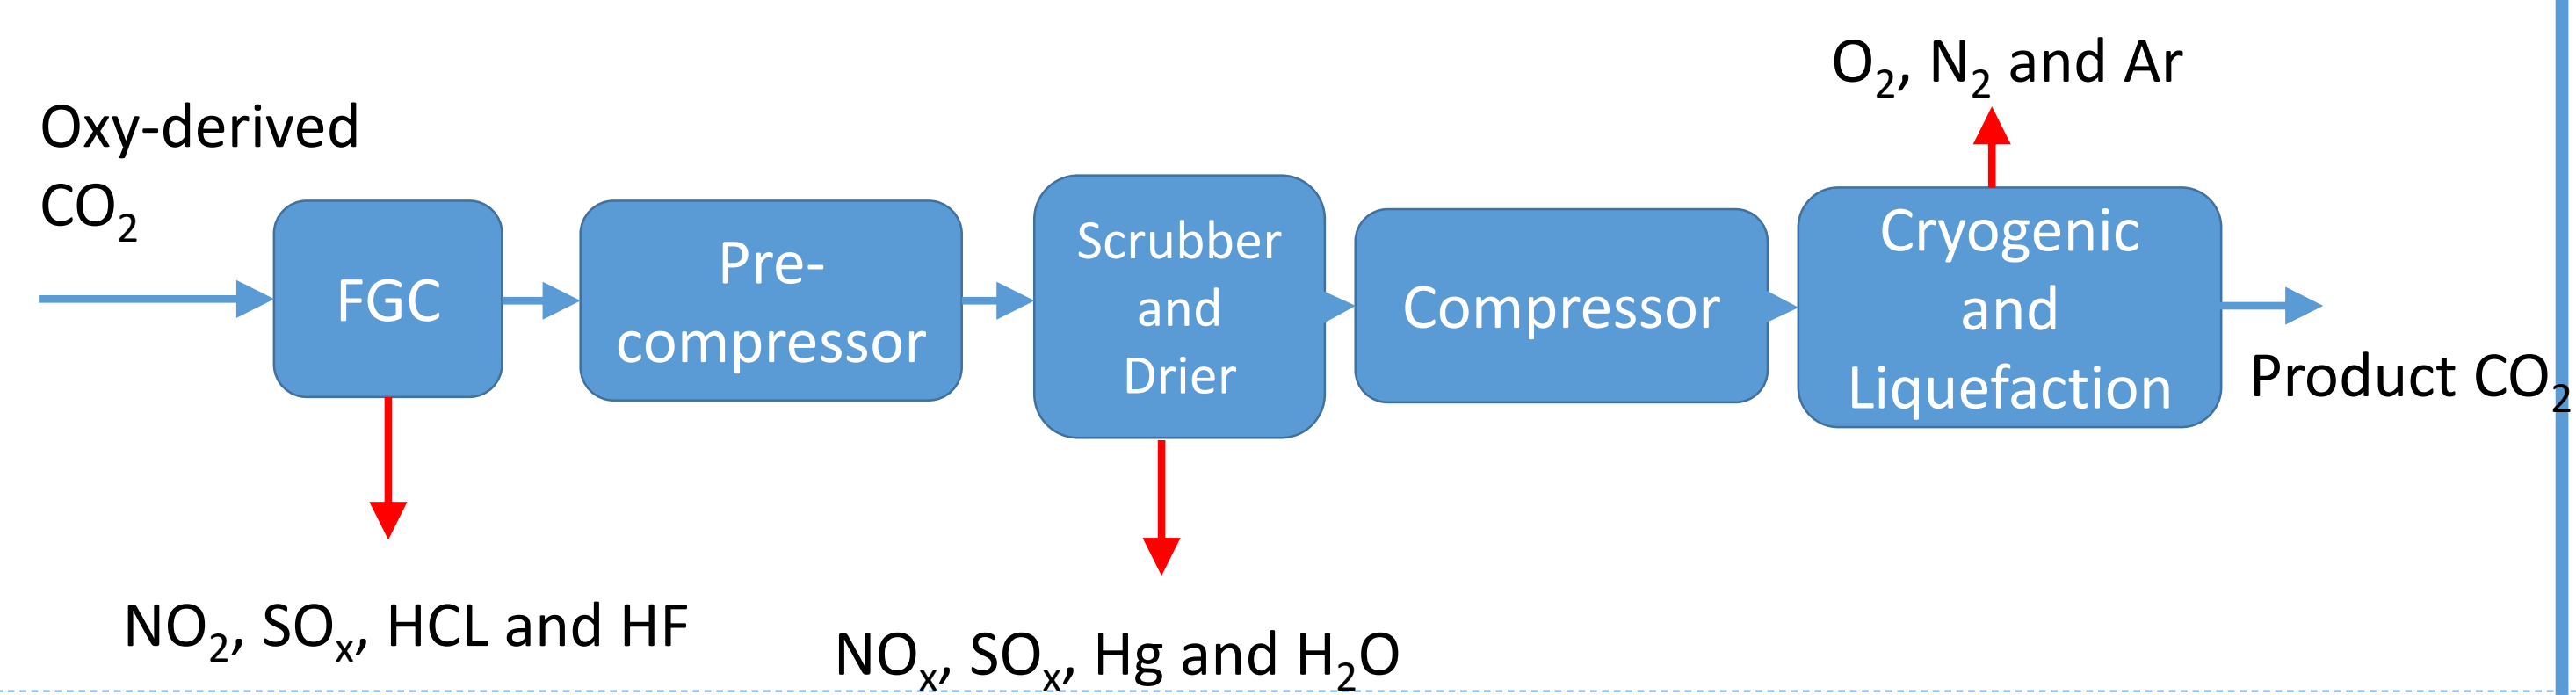 Oxy-derived
CO₂
FGC
Pre-
compressor
Scrubber
and
Drier
Compressor
Cryogenic
and
Liquefaction
O₂, N₂ and Ar
Product CO₂
NO₂, SOₓ, HCL and HF
NOₓ, SOₓ, Hg and H₂O